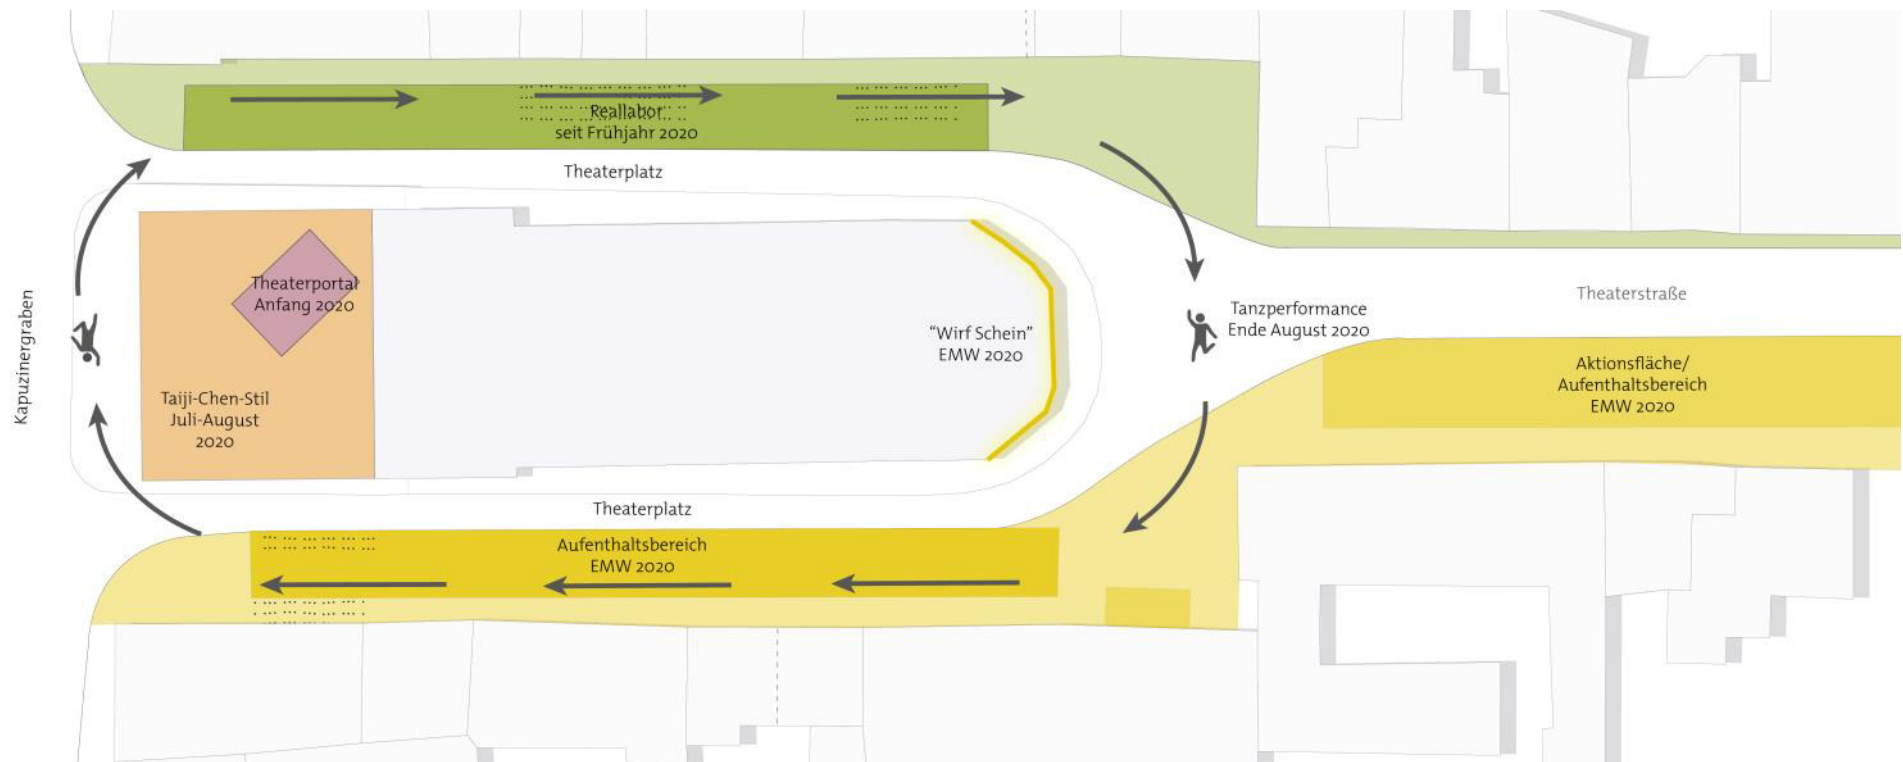 Reallabor
seit Frühjahr 2020
Theaterplatz
Theaterportal
Anfang 2020
Kapuzinergraben
Taiji-Chen-Stil
Juli-August
2020
"Wirf Schein"
EMW 2020
Tanzperformance
Ende August 2020
Theaterstraße
Aktionsfläche/
Aufenthaltsbereich
EMW 2020
Theaterplatz
Aufenthaltsbereich
EMW 2020